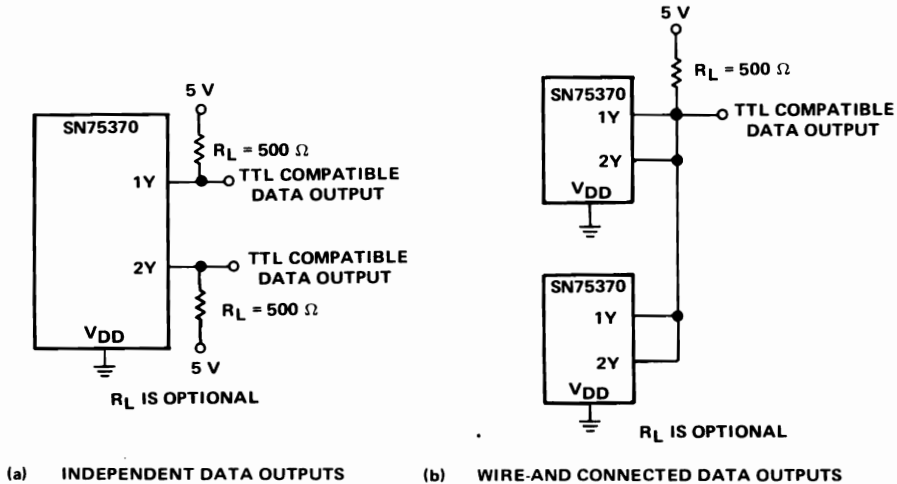 5 V
SN75370
R_L = 500 Ω
1Y
TTL COMPATIBLE
DATA OUTPUT
2Y
TTL COMPATIBLE
DATA OUTPUT
R_L = 500 Ω
V_DD
5 V
R_L IS OPTIONAL
(a) INDEPENDENT DATA OUTPUTS
5 V
R_L = 500 Ω
SN75370
1Y
TTL COMPATIBLE
DATA OUTPUT
2Y
V_DD
SN75370
1Y
2Y
V_DD
R_L IS OPTIONAL
(b) WIRE-AND CONNECTED DATA OUTPUTS